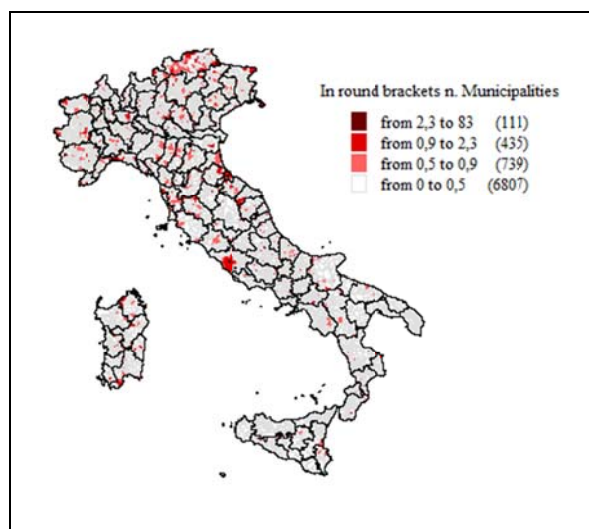 In round brackets n. Municipalities
from 2,3 to 83 (111)
from 0,9 to 2,3 (435)
from 0,5 to 0,9 (739)
from 0 to 0,5 (6807)